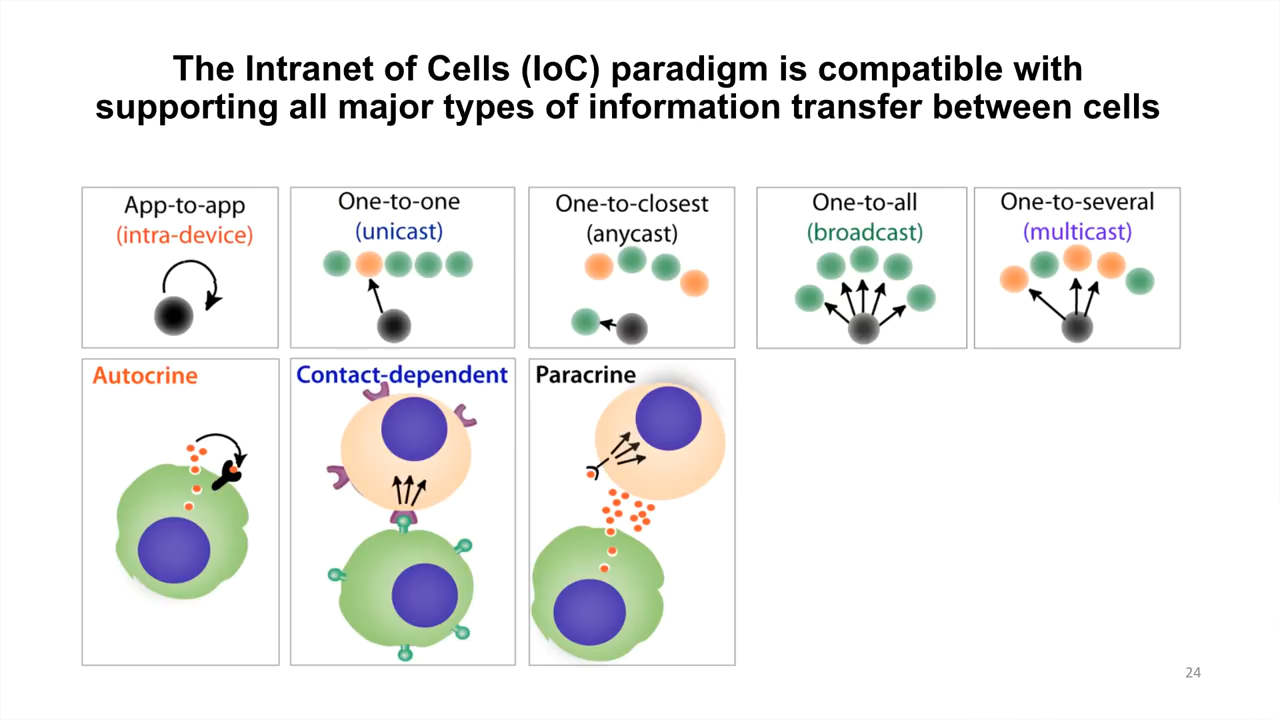 The Intranet of Cells (IoC) paradigm is compatible with
supporting all major types of information transfer between cells
App-to-app
(intra-device)
One-to-one
(unicast)
One-to-closest
(anycast)
One-to-all
(broadcast)
One-to-several
(multicast)
Autocrine
Contact-dependent
Paracrine
24